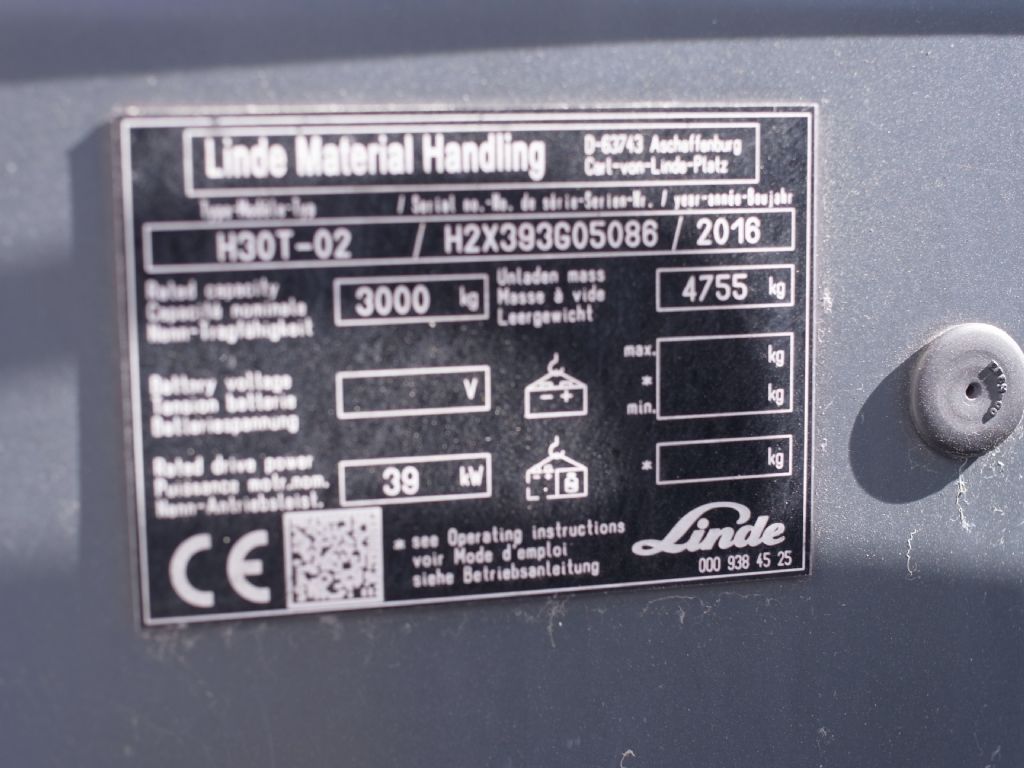 Linde Material Handling
D-63743 Aschaffenburg
Carl-von-Linde-Platz
Type-Modèle-Typ / Serial no.-No. de série-Serien-Nr. / year-année-Baujahr
H30T-02 / H2X393G05086 / 2016
Rated capacity
Capacité nominale
Nenn-Tragfähigkeit
3000 kg
Unladen mass
Masse à vide
Leergewicht
4755 kg
Battery voltage
Tension batterie
Batteriespannung
V
- +
max. kg
*
min. kg
Rated drive power
Puissance motr.nom.
Nenn-Antriebsleist.
39 kW
* kg
CE
* see Operating instructions
voir Mode d'emploi
siehe Betriebsanleitung
Linde
000 938 45 25